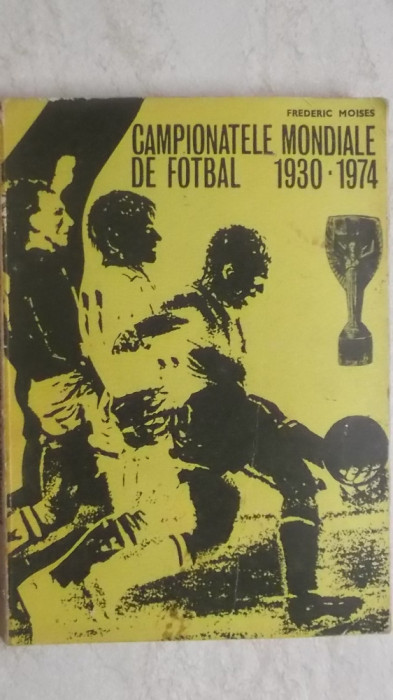 FREDERIC MOISES
CAMPIONATELE MONDIALE
DE FOTBAL 1930 · 1974